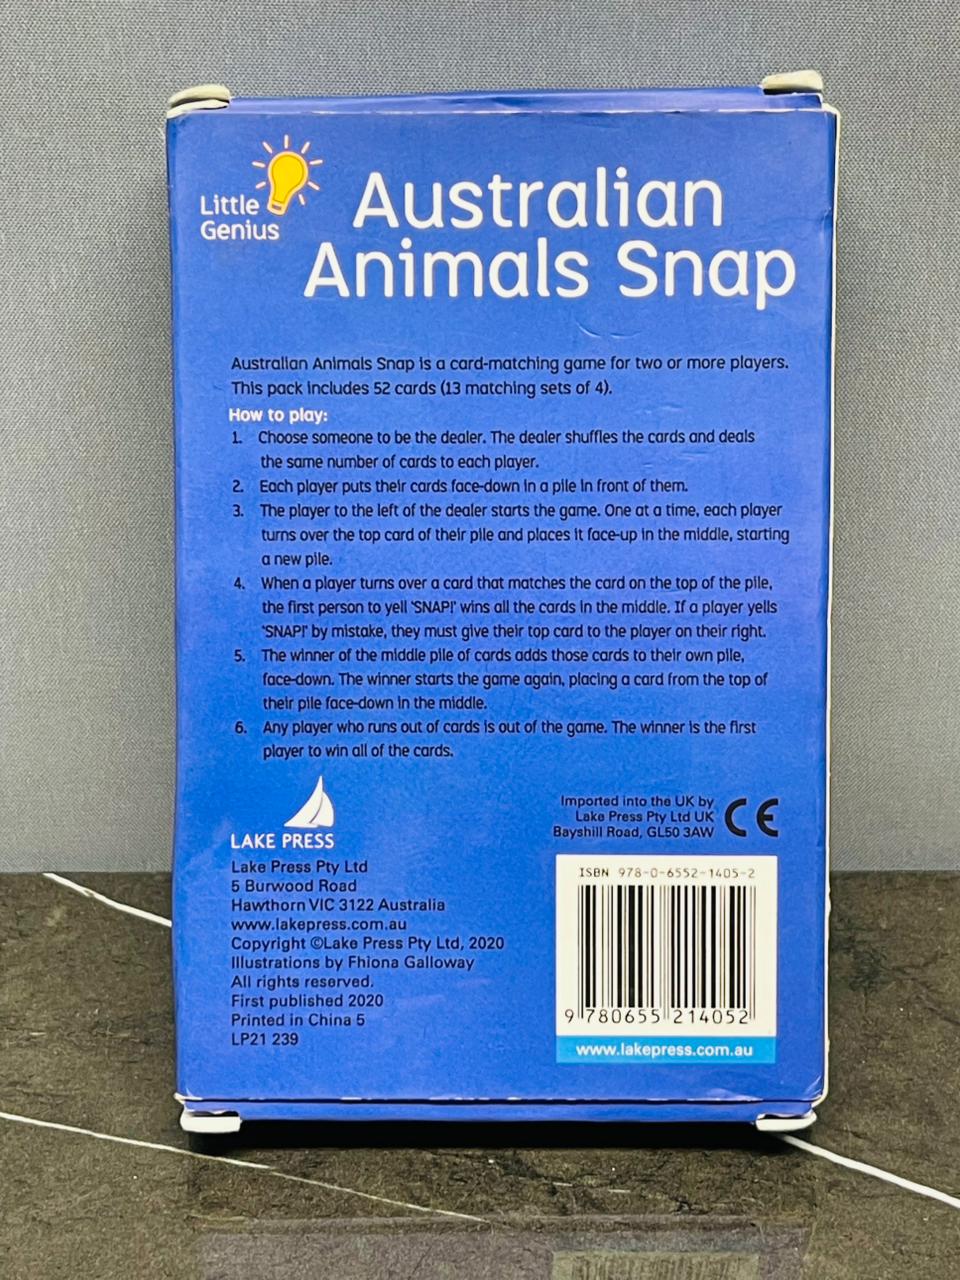 Little
Genius
Australian
Animals Snap
Australian Animals Snap is a card-matching game for two or more players.
This pack includes 52 cards (13 matching sets of 4).
How to play:
1. Choose someone to be the dealer. The dealer shuffles the cards and deals
the same number of cards to each player.
2. Each player puts their cards face-down in a pile in front of them.
3. The player to the left of the dealer starts the game. One at a time, each player
turns over the top card of their pile and places it face-up in the middle, starting
a new pile.
4. When a player turns over a card that matches the card on the top of the pile,
the first person to yell 'SNAP!' wins all the cards in the middle. If a player yells
'SNAP!' by mistake, they must give their top card to the player on their right.
5. The winner of the middle pile of cards adds those cards to their own pile,
face-down. The winner starts the game again, placing a card from the top of
their pile face-down in the middle.
6. Any player who runs out of cards is out of the game. The winner is the first
player to win all of the cards.
LAKE PRESS
Lake Press Pty Ltd
5 Burwood Road
Hawthorn VIC 3122 Australia
www.lakepress.com.au
Copyright ©Lake Press Pty Ltd, 2020
Illustrations by Fhiona Galloway
All rights reserved.
First published 2020
Printed in China 5
LP21 239
Imported into the UK by
Lake Press Pty Ltd UK
Bayshill Road, GL50 3AW
CE
ISBN 978-0-6552-1405-2
9 780655 214052
www.lakepress.com.au